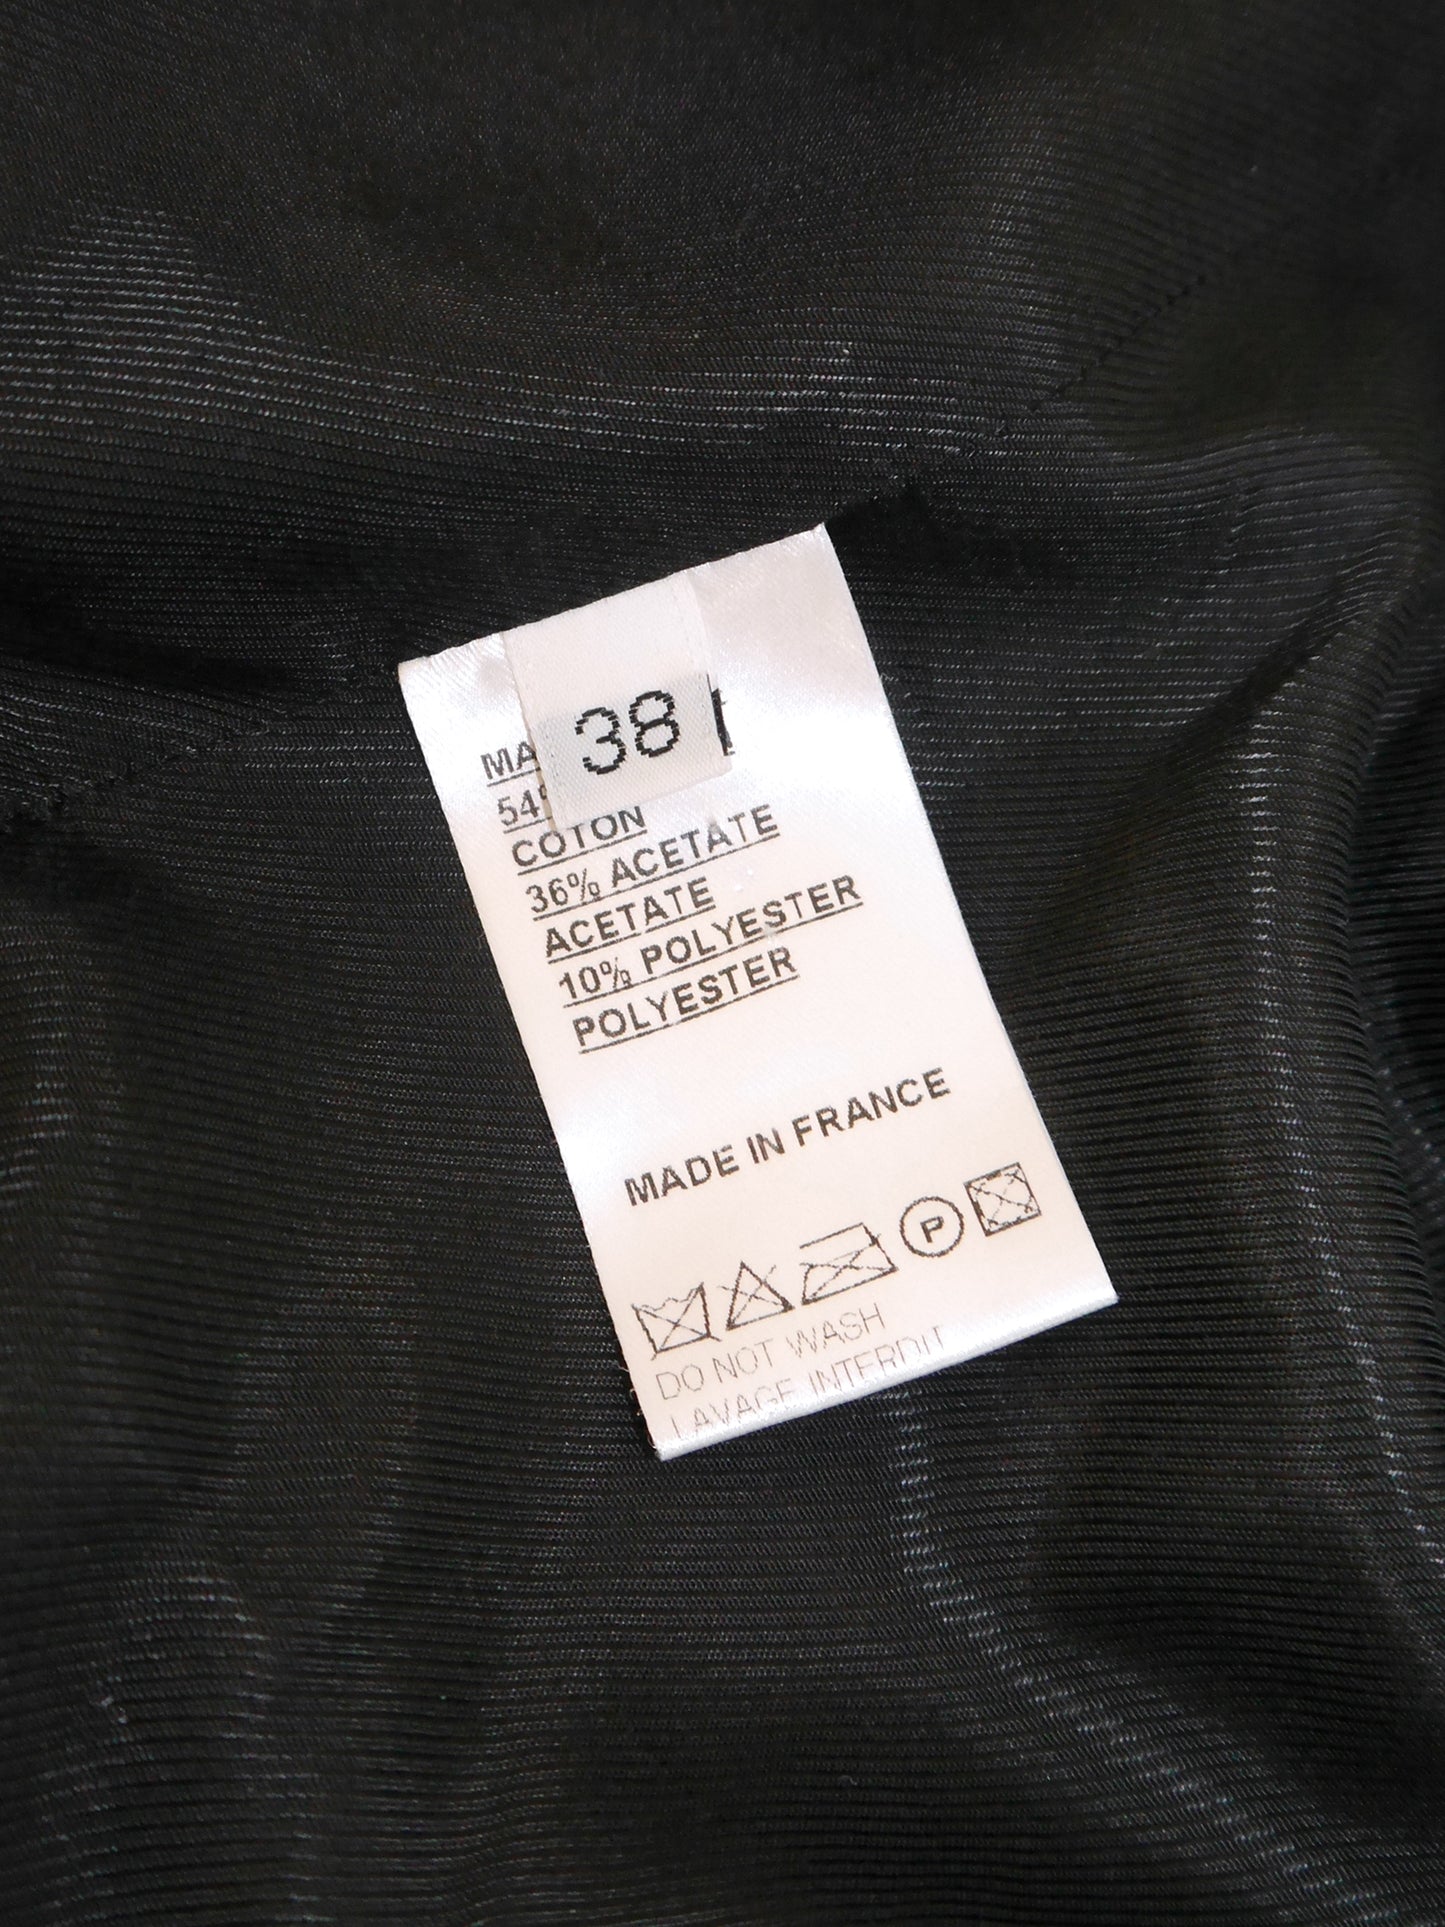 38
COTON
36% ACETATE
ACETATE
10% POLYESTER
POLYESTER
MADE IN FRANCE
P
DO NOT WASH
LAVAGE INTERDIT